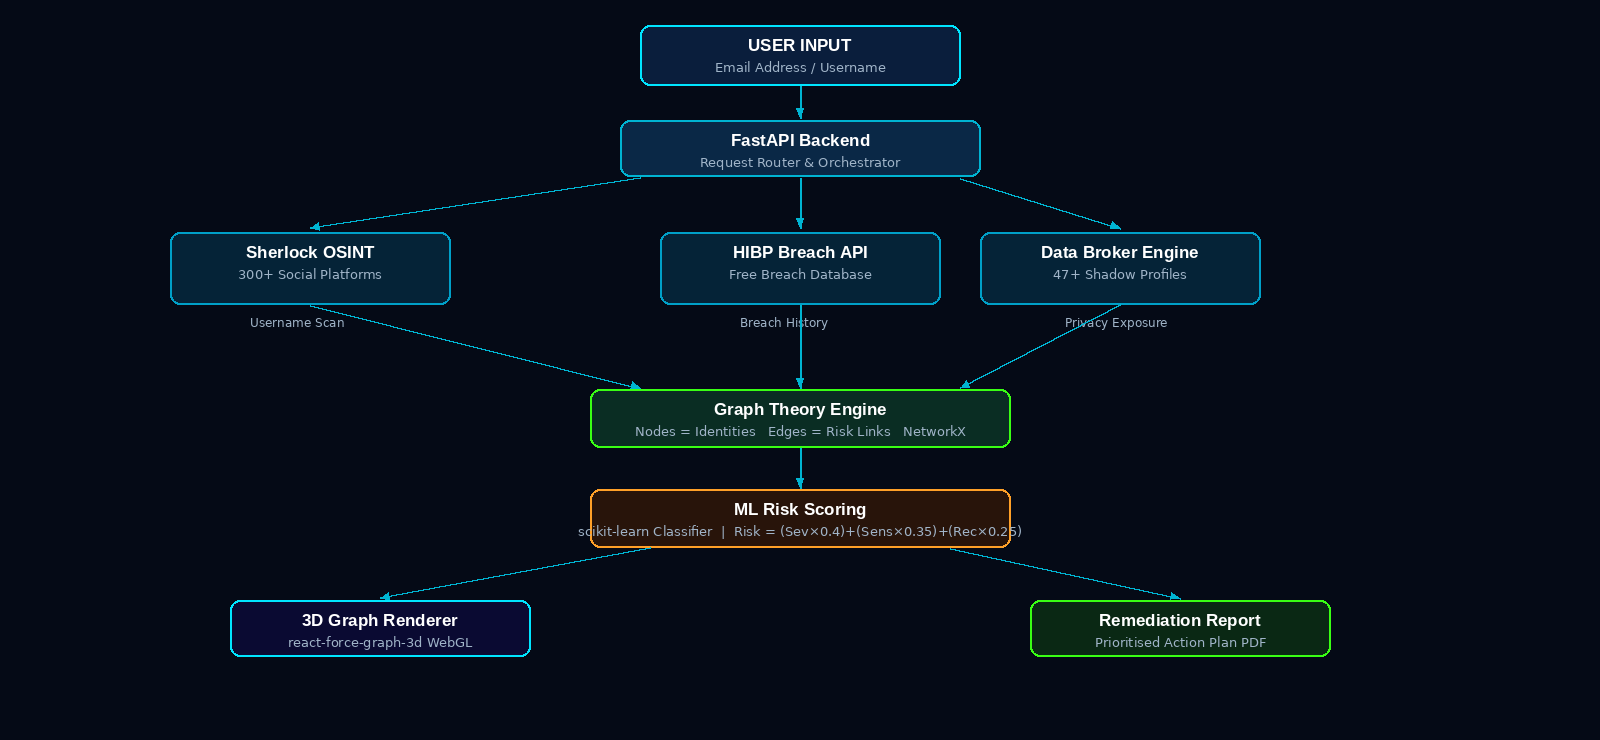 USER INPUT
Email Address / Username
FastAPI Backend
Request Router & Orchestrator
Sherlock OSINT
300+ Social Platforms
HIBP Breach API
Free Breach Database
Data Broker Engine
47+ Shadow Profiles
Username Scan
Breach History
Privacy Exposure
Graph Theory Engine
Nodes = Identities   Edges = Risk Links   NetworkX
ML Risk Scoring
scikit-learn Classifier  |  Risk = (Sev×0.4)+(Sens×0.35)+(Rec×0.25)
3D Graph Renderer
react-force-graph-3d WebGL
Remediation Report
Prioritised Action Plan PDF